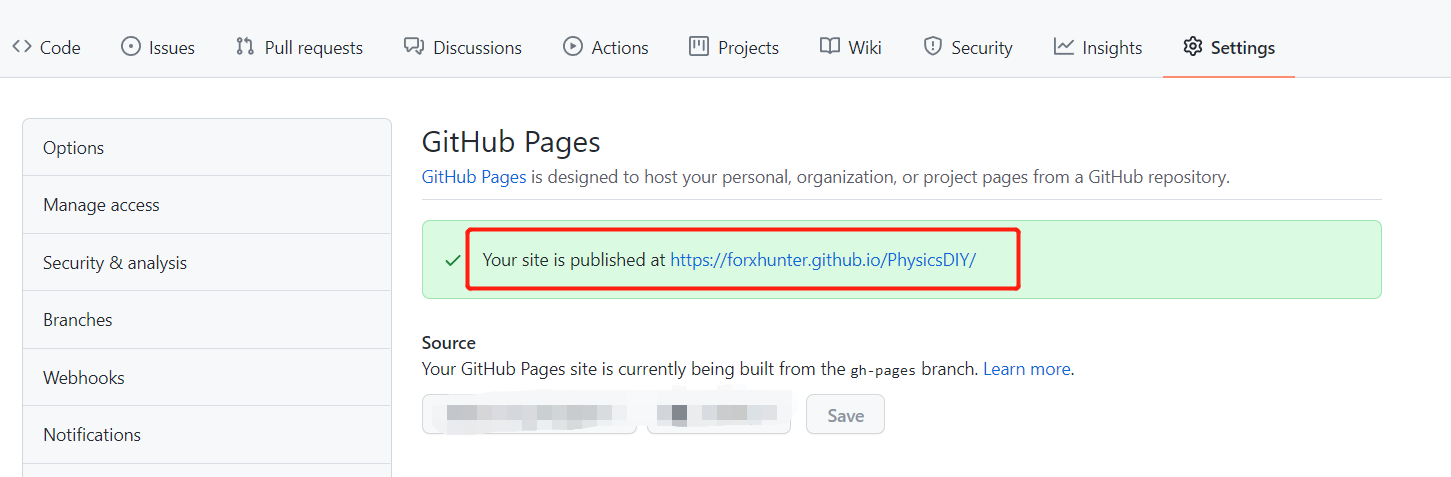 Code Issues Pull requests Discussions Actions Projects Wiki Security Insights Settings
Options
Manage access
Security & analysis
Branches
Webhooks
Notifications
GitHub Pages
GitHub Pages is designed to host your personal, organization, or project pages from a GitHub repository.
Your site is published at https://forxhunter.github.io/PhysicsDIY/
Source
Your GitHub Pages site is currently being built from the gh-pages branch. Learn more.
Save